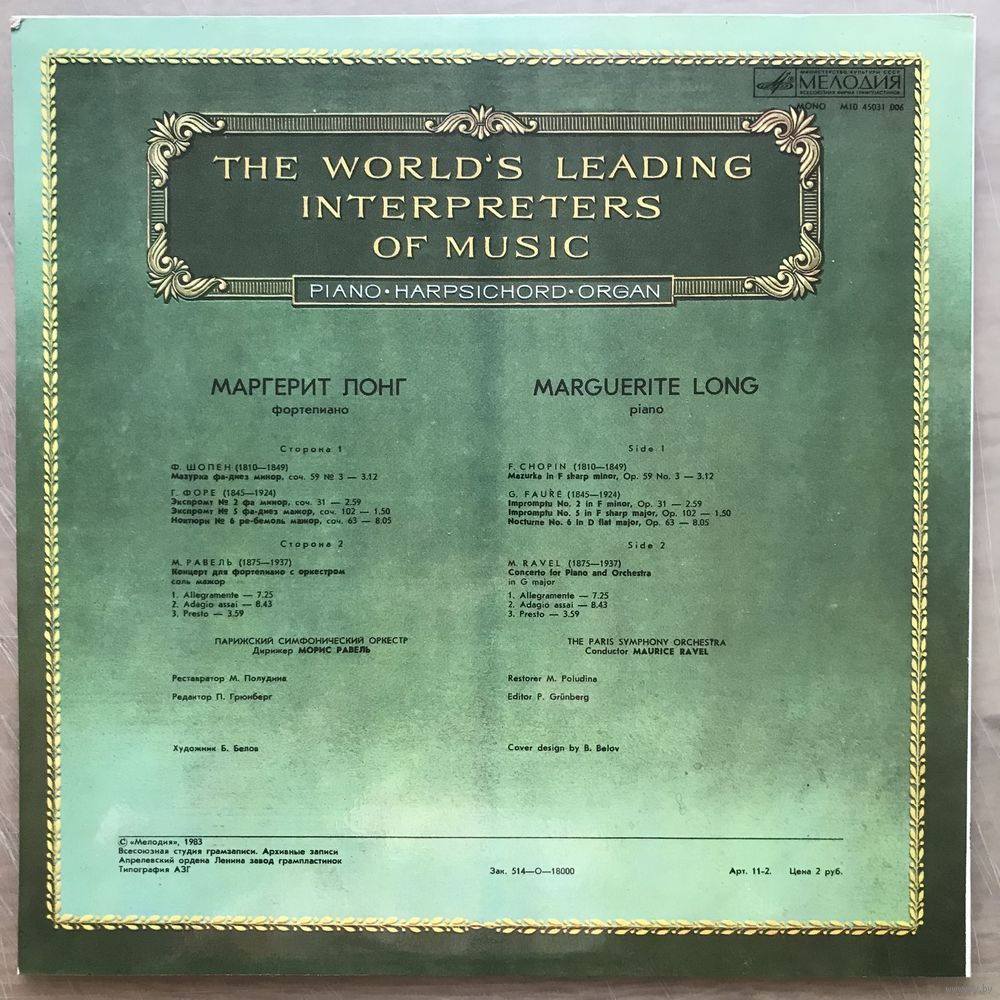 МИНИСТЕРСТВО КУЛЬТУРЫ СССР
МЕЛОДИЯ
ВСЕСОЮЗНАЯ ФИРМА ГРАМПЛАСТИНОК
MONO М10 45031 006
THE WORLD'S LEADING
INTERPRETERS
OF MUSIC
PIANO·HARPSICHORD·ORGAN
МАРГЕРИТ ЛОНГ
фортепиано
Сторона 1
Ф. ШОПЕН (1810—1849)
Мазурка фа-диез минор, соч. 59 № 3 — 3.12
Г. ФОРЕ (1845—1924)
Экспромт № 2 фа минор, соч. 31 — 2.59
Экспромт № 5 фа-диез мажор, соч. 102 — 1.50
Ноктюрн № 6 ре-бемоль мажор, соч. 63 — 8.05
Сторона 2
М. РАВЕЛЬ (1875—1937)
Концерт для фортепиано с оркестром
соль мажор
1. Allegramente — 7.25
2. Adagio assai — 8.43
3. Presto — 3.59
ПАРИЖСКИЙ СИМФОНИЧЕСКИЙ ОРКЕСТР
Дирижер МОРИС РАВЕЛЬ
Реставратор М. Полудина
Редактор П. Грюнберг
Художник Б. Белов
MARGUERITE LONG
piano
Side 1
F. CHOPIN (1810—1849)
Mazurka in F sharp minor, Op. 59 No. 3 — 3.12
G. FAURÉ (1845—1924)
Impromptu No. 2 in F minor, Op. 31 — 2.59
Impromptu No. 5 in F sharp major, Op. 102 — 1.50
Nocturne No. 6 in D flat major, Op. 63 — 8.05
Side 2
M. RAVEL (1875—1937)
Concerto for Piano and Orchestra
in G major
1. Allegramente — 7.25
2. Adagio assai — 8.43
3. Presto — 3.59
THE PARIS SYMPHONY ORCHESTRA
Conductor MAURICE RAVEL
Restorer M. Poludina
Editor P. Grünberg
Cover design by B. Belov
© «Мелодия», 1983
Всесоюзная студия грамзаписи. Архивные записи
Апрелевский ордена Ленина завод грампластинок
Типография АЗГ
Зак. 514—О—18000
Арт. 11-2. Цена 2 руб.